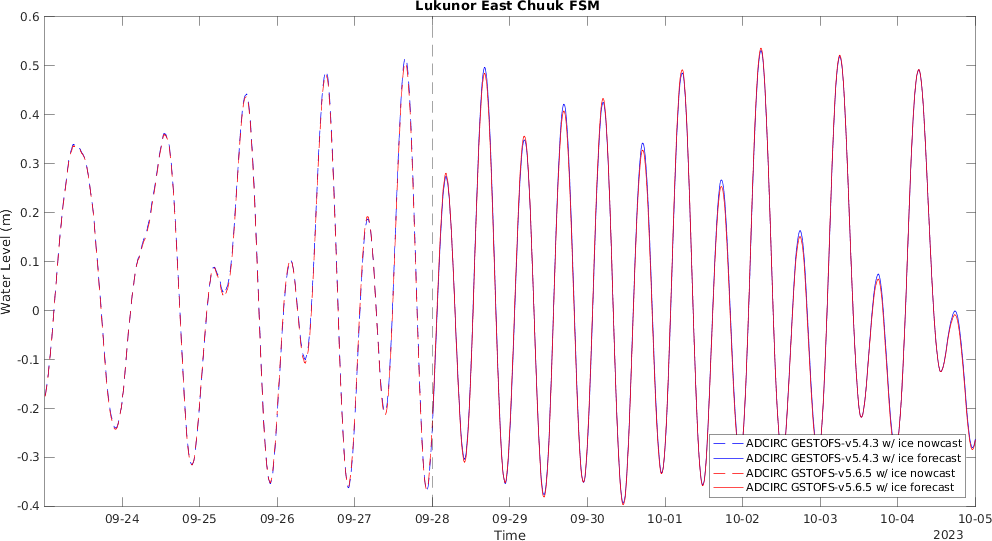 Lukunor East Chuuk FSM
0.6
0.5
0.4
0.3
0.2
0.1
0
-0.1
-0.2
-0.3
-0.4
Water Level (m)
ADCIRC GESTOFS-v5.4.3 w/ ice nowcast
ADCIRC GESTOFS-v5.4.3 w/ ice forecast
ADCIRC GSTOFS-v5.6.5 w/ ice nowcast
ADCIRC GSTOFS-v5.6.5 w/ ice forecast
09-24 09-25 09-26 09-27 09-28 09-29 09-30 10-01 10-02 10-03 10-04 10-05
Time
2023